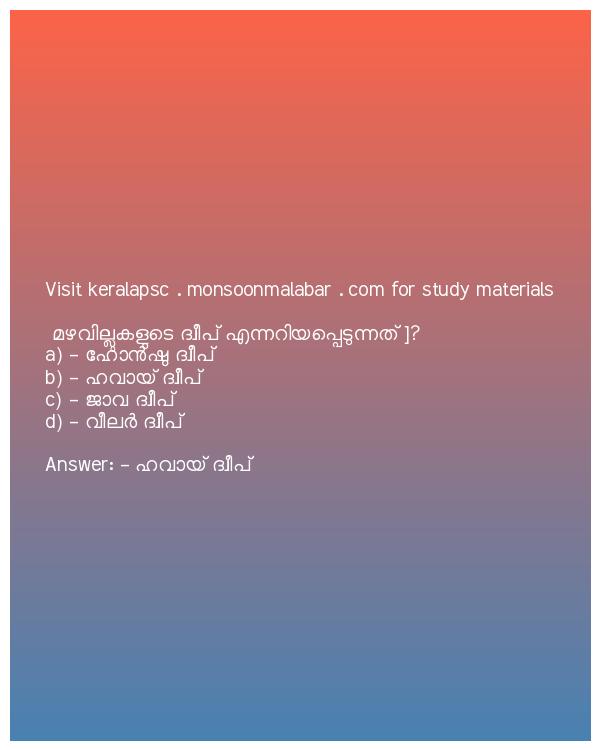 Visit keralapsc . monsoonmalabar . com for study materials
മഴവില്ലുകളുടെ ദ്വീപ് എന്നറിയപ്പെടുന്നത് ]?
a) – ഹോൻഷു ദ്വീപ്
b) – ഹവായ് ദ്വീപ്
c) – ജാവ ദ്വീപ്
d) – വീലർ ദ്വീപ്
Answer: – ഹവായ് ദ്വീപ്